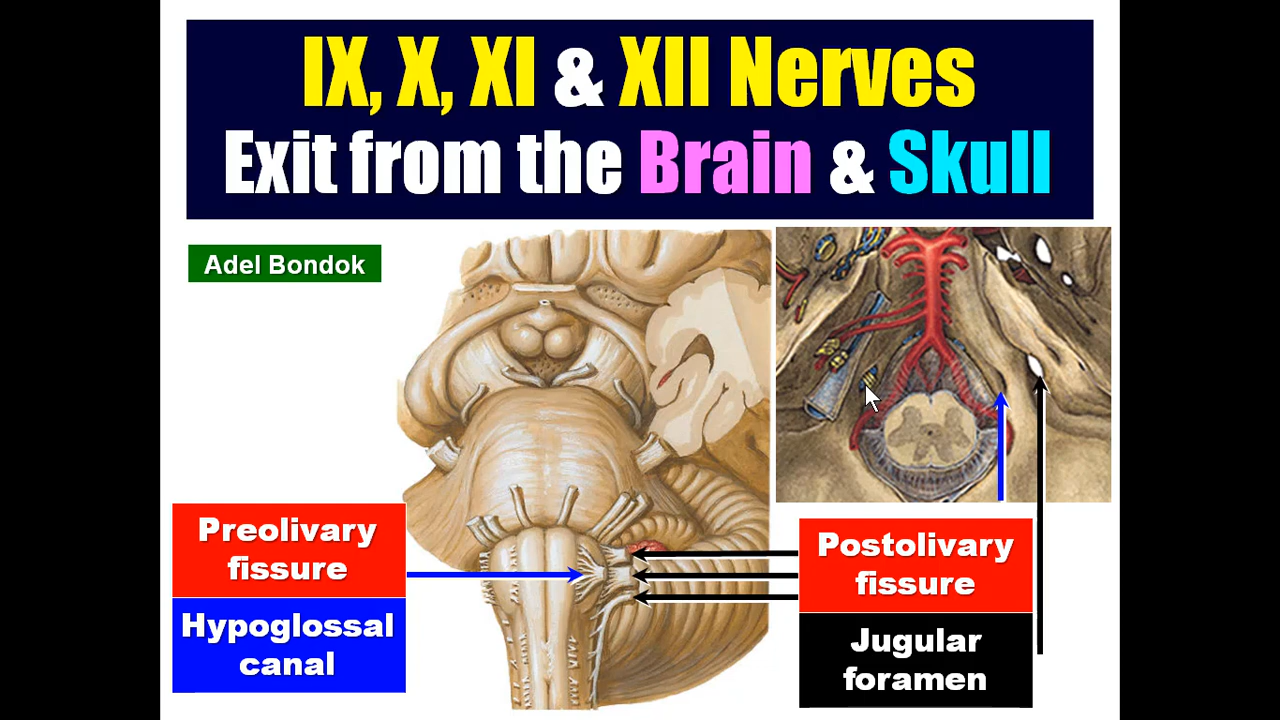 IX, X, XI & XII Nerves
Exit from the Brain & Skull
Adel Bondok
Preolivary
fissure
Hypoglossal
canal
Postolivary
fissure
Jugular
foramen